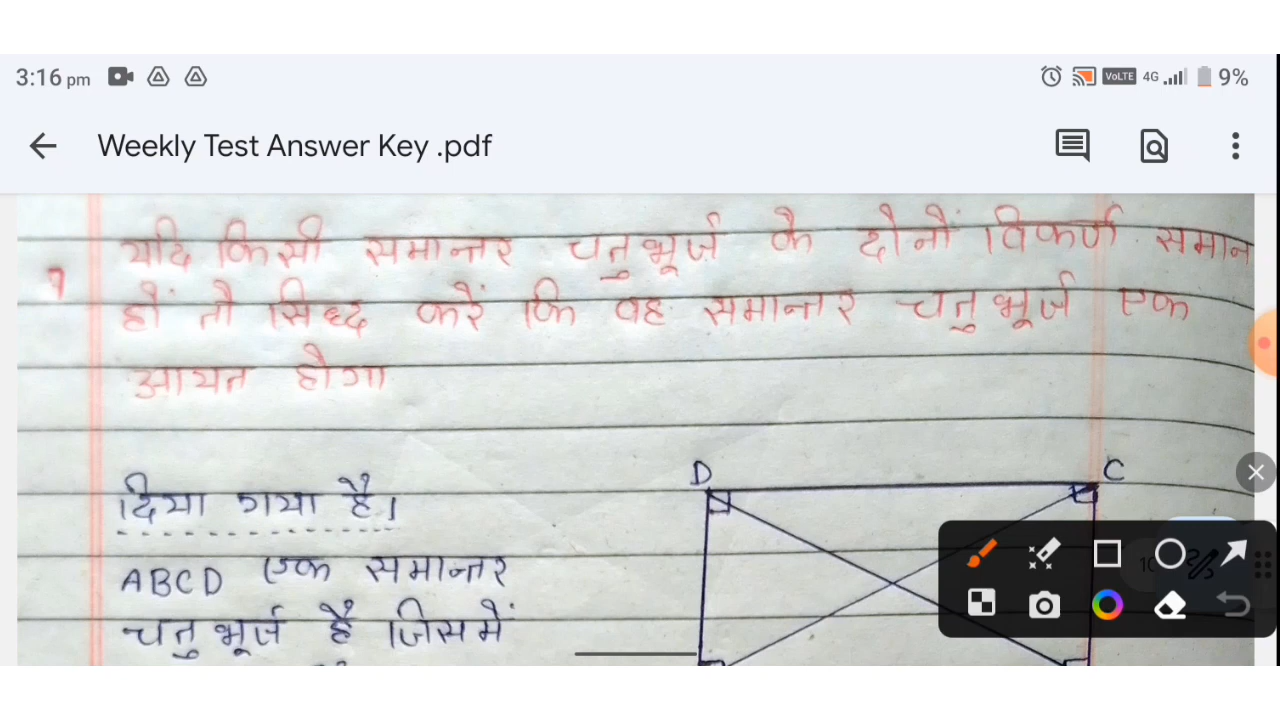 3:16 pm VoLTE 4G 9%
Weekly Test Answer Key .pdf
यदि किसी समान्तर चतुभूर्ज के दोनों विकर्ण समान
१ हों तो सिध्द करें कि वह समान्तर चतुभूर्ज एक
आयत होगा
D C
दिया गया है।
ABCD एक समान्तर
चतुभूर्ज है जिसमें